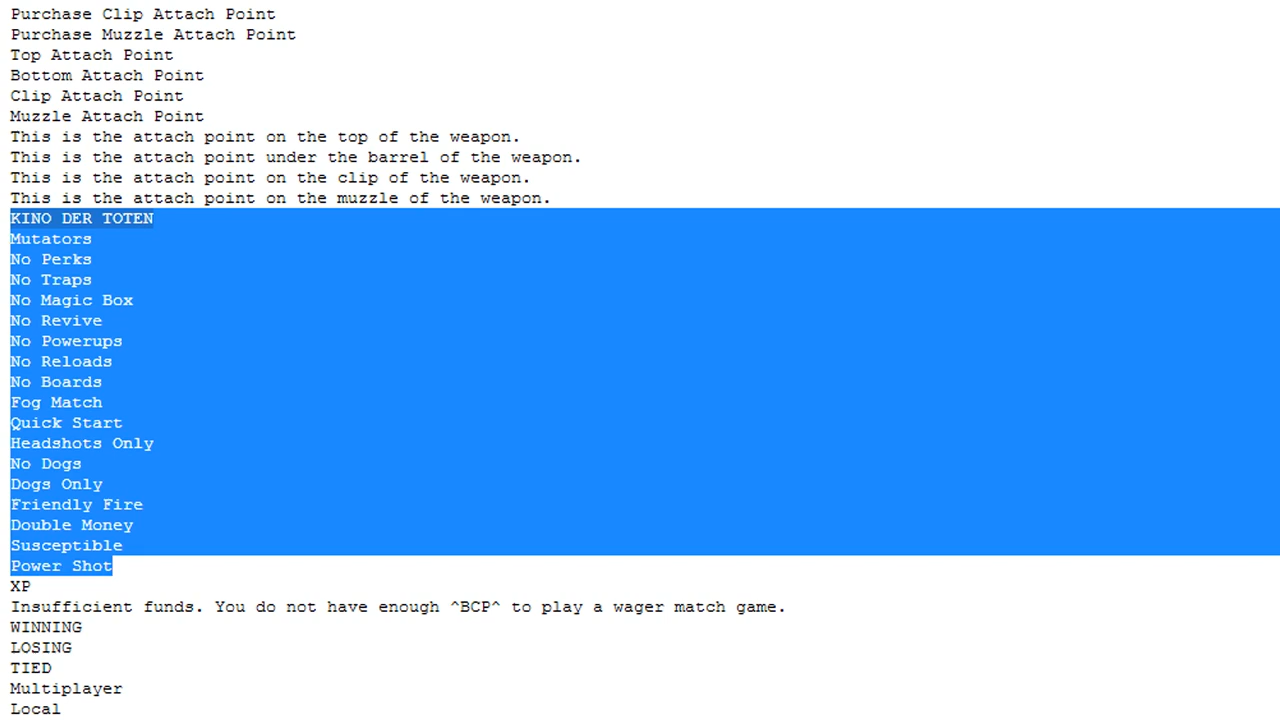 Purchase Clip Attach Point
Purchase Muzzle Attach Point
Top Attach Point
Bottom Attach Point
Clip Attach Point
Muzzle Attach Point
This is the attach point on the top of the weapon.
This is the attach point under the barrel of the weapon.
This is the attach point on the clip of the weapon.
This is the attach point on the muzzle of the weapon.
KINO DER TOTEN
Mutators
No Perks
No Traps
No Magic Box
No Revive
No Powerups
No Reloads
No Boards
Fog Match
Quick Start
Headshots Only
No Dogs
Dogs Only
Friendly Fire
Double Money
Susceptible
Power Shot
XP
Insufficient funds. You do not have enough ^BCP^ to play a wager match game.
WINNING
LOSING
TIED
Multiplayer
Local